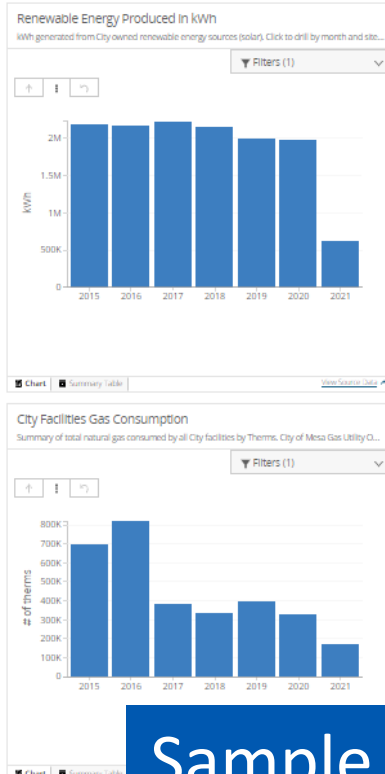 Renewable Energy Produced in kWh
kWh generated from City owned renewable energy sources (solar). Click to drill by month and site...
Filters (1)
kWh
2M
1.5M
1M
500K
0
2015 2016 2017 2018 2019 2020 2021
Chart Summary Table View Source Data
City Facilities Gas Consumption
Summary of total natural gas consumed by all City facilities by Therms. City of Mesa Gas Utility O...
Filters (1)
# of therms
800K
700K
600K
500K
400K
300K
200K
100K
0
2015 2016 2017 2018 2019 2020 2021
Chart Summary Table
Sample